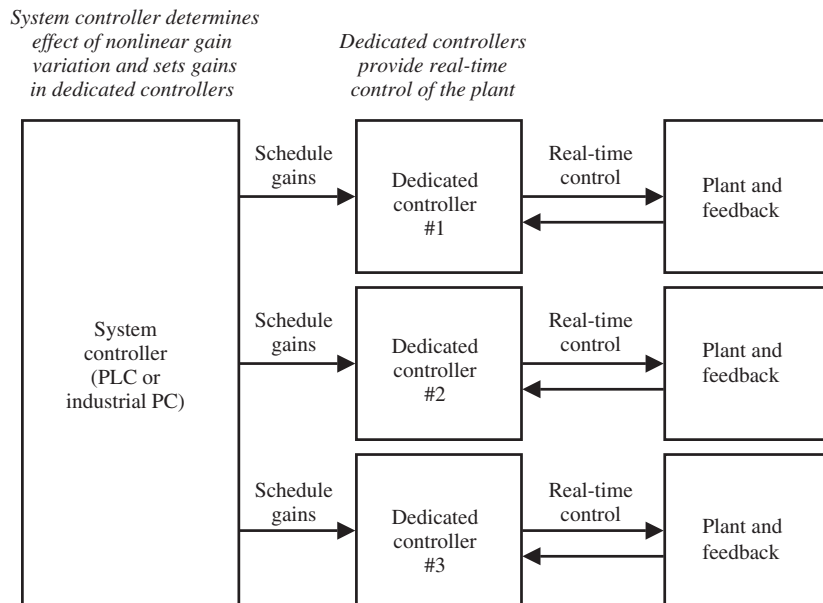 System controller determines
effect of nonlinear gain
variation and sets gains
in dedicated controllers
Dedicated controllers
provide real-time
control of the plant
System
controller
(PLC or
industrial PC)
Schedule
gains
Dedicated
controller
#1
Real-time
control
Plant and
feedback
Schedule
gains
Dedicated
controller
#2
Real-time
control
Plant and
feedback
Schedule
gains
Dedicated
controller
#3
Real-time
control
Plant and
feedback